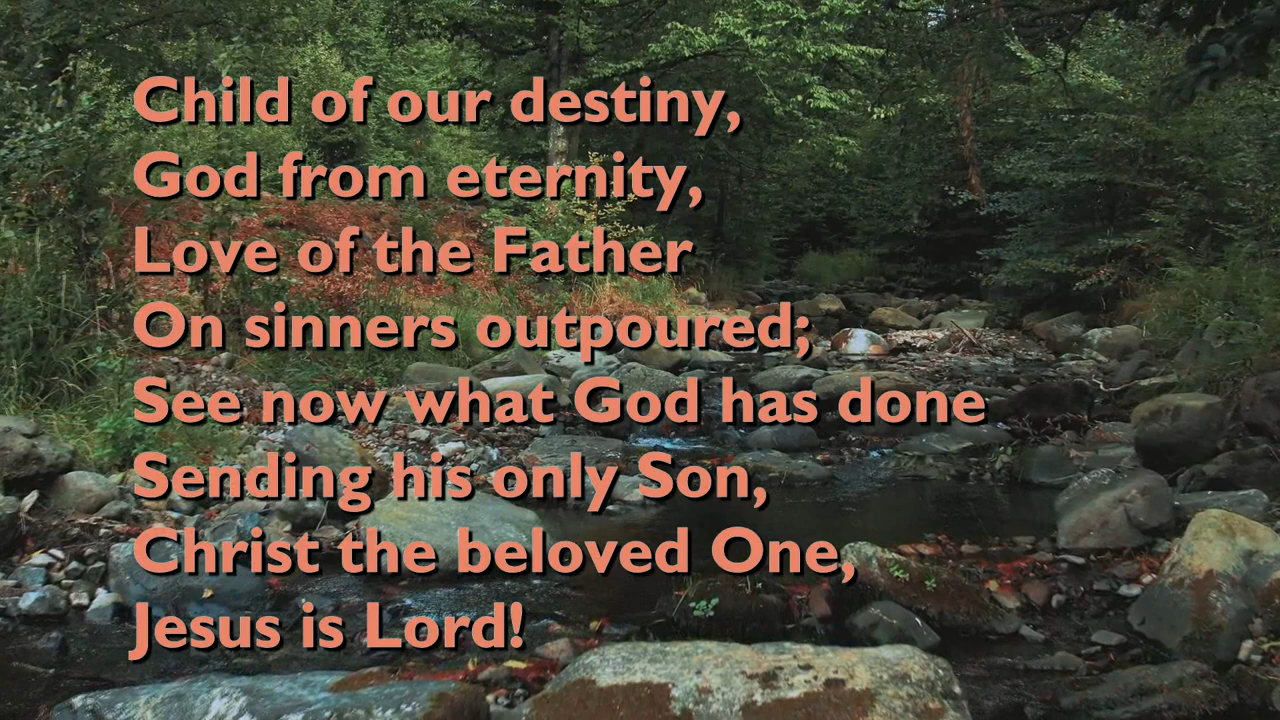 Child of our destiny,
God from eternity,
Love of the Father
On sinners outpoured;
See now what God has done
Sending his only Son,
Christ the beloved One,
Jesus is Lord!